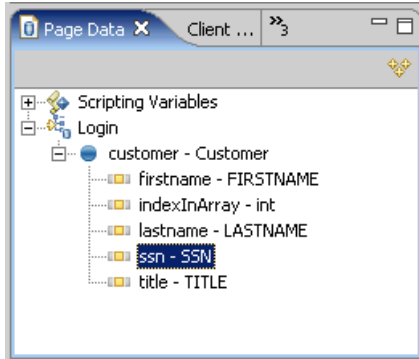 Page Data Client ... »3
Scripting Variables
Login
customer - Customer
firstname - FIRSTNAME
indexInArray - int
lastname - LASTNAME
ssn - SSN
title - TITLE